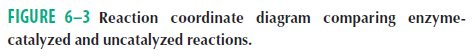 FIGURE 6–3 Reaction coordinate diagram comparing enzyme-
catalyzed and uncatalyzed reactions.